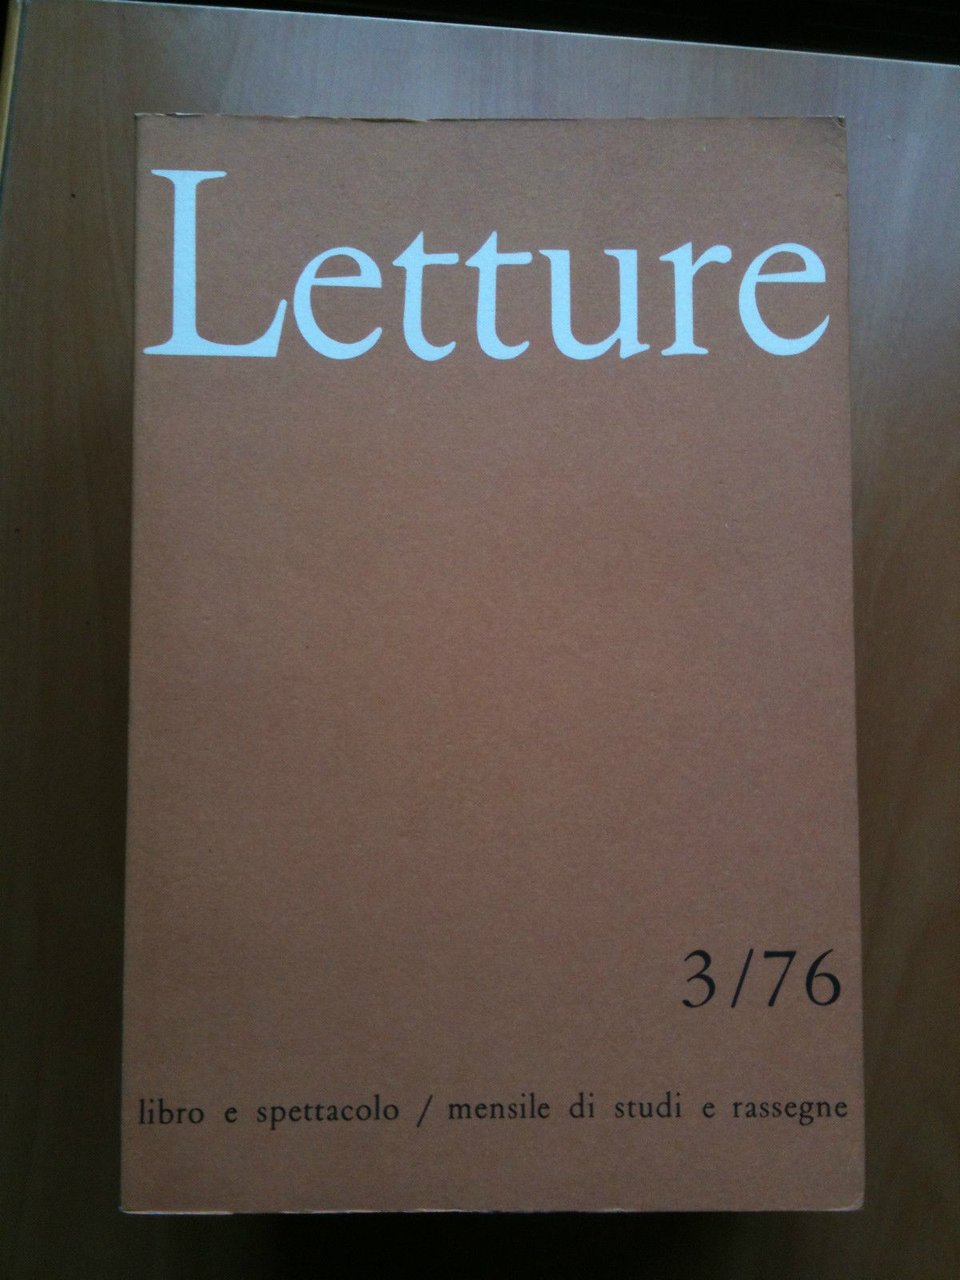 Letture
3/76
libro e spettacolo / mensile di studi e rassegne